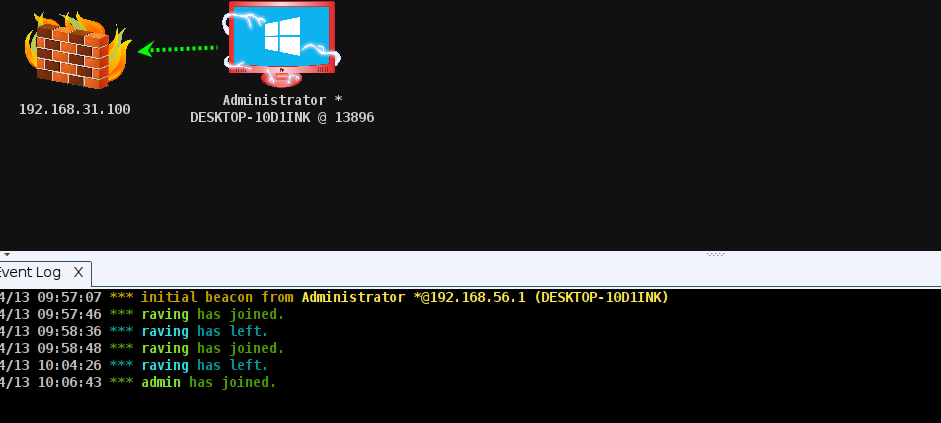 192.168.31.100
Administrator *
DESKTOP-10D1INK @ 13896
Event Log X
4/13 09:57:07 *** initial beacon from Administrator *@192.168.56.1 (DESKTOP-10D1INK)
4/13 09:57:46 *** raving has joined.
4/13 09:58:36 *** raving has left.
4/13 09:58:48 *** raving has joined.
4/13 10:04:26 *** raving has left.
4/13 10:06:43 *** admin has joined.